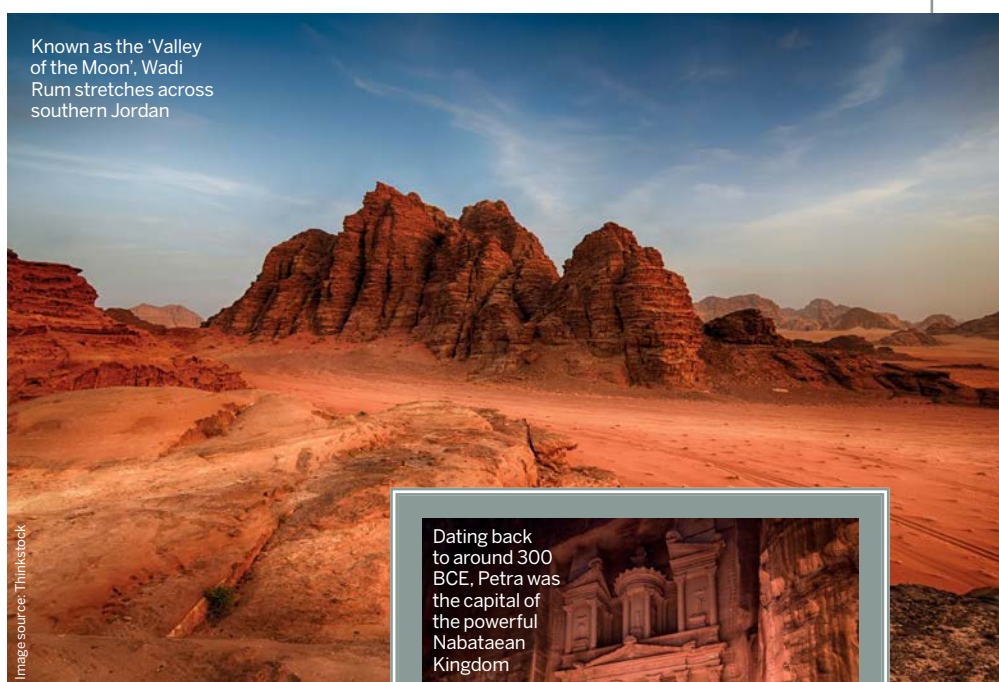 Known as the ‘Valley
of the Moon’, Wadi
Rum stretches across
southern Jordan
Dating back
to around 300
BCE, Petra was
the capital of
the powerful
Nabataean
Kingdom
Image source: Thinkstock